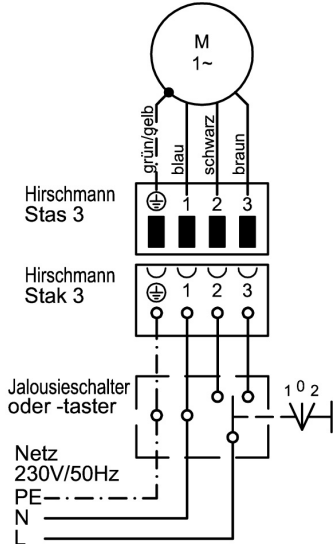 M
1~
grün/gelb
blau
schwarz
braun
Hirschmann
Stas 3
1 2 3
Hirschmann
Stak 3
1 2 3
Jalousieschalter
oder -taster
1 0 2
Netz
230V/50Hz
PE
N
L